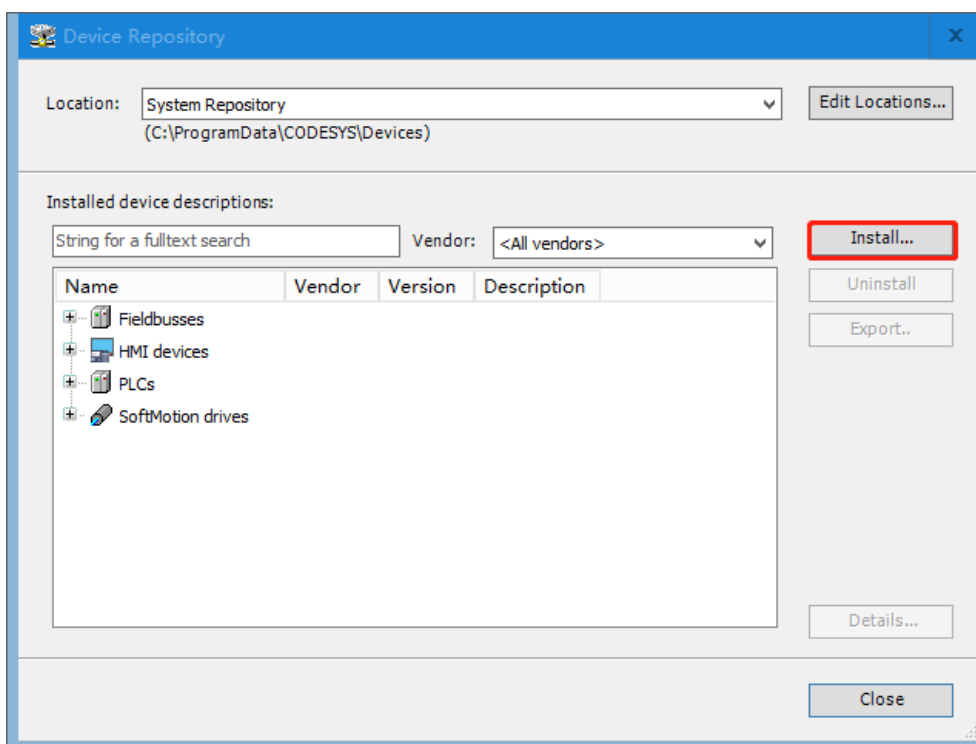 Device Repository
Location: System Repository Edit Locations...
(C:\ProgramData\CODESYS\Devices)
Installed device descriptions:
String for a fulltext search Vendor: <All vendors> Install...
Name Vendor Version Description Uninstall
Fieldbusses
Export..
HMI devices
PLCs
SoftMotion drives
Details...
Close